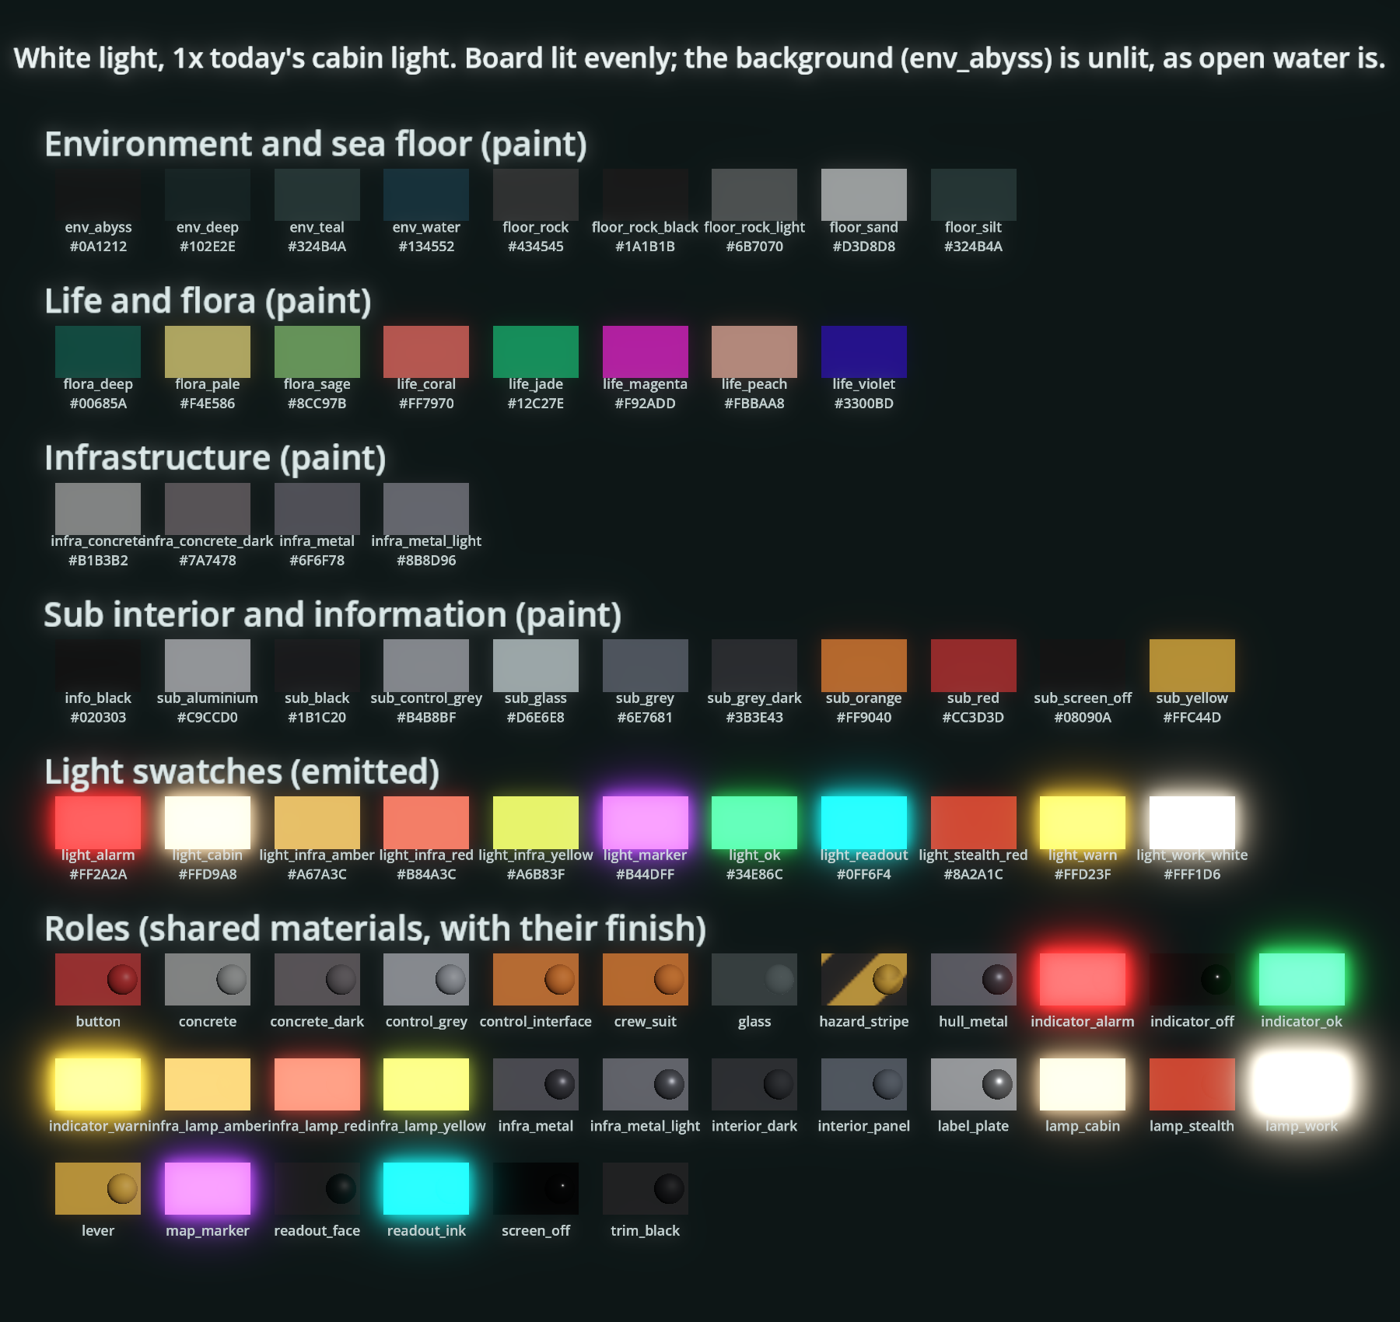 White light, 1x today's cabin light. Board lit evenly; the background (env_abyss) is unlit, as open water is.
Environment and sea floor (paint)
env_abyss env_deep env_teal env_water floor_rock floor_rock_black floor_rock_light floor_sand floor_silt
#0A1212 #102E2E #324B4A #134552 #434545 #1A1B1B #6B7070 #D3D8D8 #324B4A
Life and flora (paint)
flora_deep flora_pale flora_sage life_coral life_jade life_magenta life_peach life_violet
#00685A #F4E586 #8CC97B #FF7970 #12C27E #F92ADD #FBBAA8 #3300BD
Infrastructure (paint)
infra_concrete infra_concrete_dark infra_metal infra_metal_light
#B1B3B2 #7A7478 #6F6F78 #8B8D96
Sub interior and information (paint)
info_black sub_aluminium sub_black sub_control_grey sub_glass sub_grey sub_grey_dark sub_orange sub_red sub_screen_off sub_yellow
#020303 #C9CCD0 #1B1C20 #B4B8BF #D6E6E8 #6E7681 #3B3E43 #FF9040 #CC3D3D #08090A #FFC44D
Light swatches (emitted)
light_alarm light_cabin light_infra_amber light_infra_red light_infra_yellow light_marker light_ok light_readout light_stealth_red light_warn light_work_white
#FF2A2A #FFD9A8 #A67A3C #B84A3C #A6B83F #B44DFF #34E86C #0FF6F4 #8A2A1C #FFD23F #FFF1D6
Roles (shared materials, with their finish)
button concrete concrete_dark control_grey control_interface crew_suit glass hazard_stripe hull_metal indicator_alarm indicator_off indicator_ok
indicator_warn infra_lamp_amber infra_lamp_red infra_lamp_yellow infra_metal infra_metal_light interior_dark interior_panel label_plate lamp_cabin lamp_stealth lamp_work
lever map_marker readout_face readout_ink screen_off trim_black